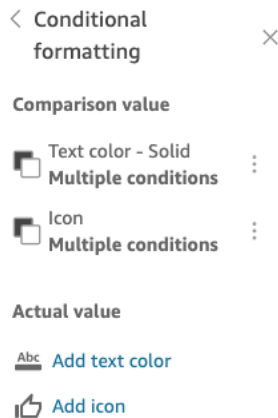 Conditional
formatting
Comparison value
Text color - Solid
Multiple conditions
Icon
Multiple conditions
Actual value
Abc Add text color
Add icon